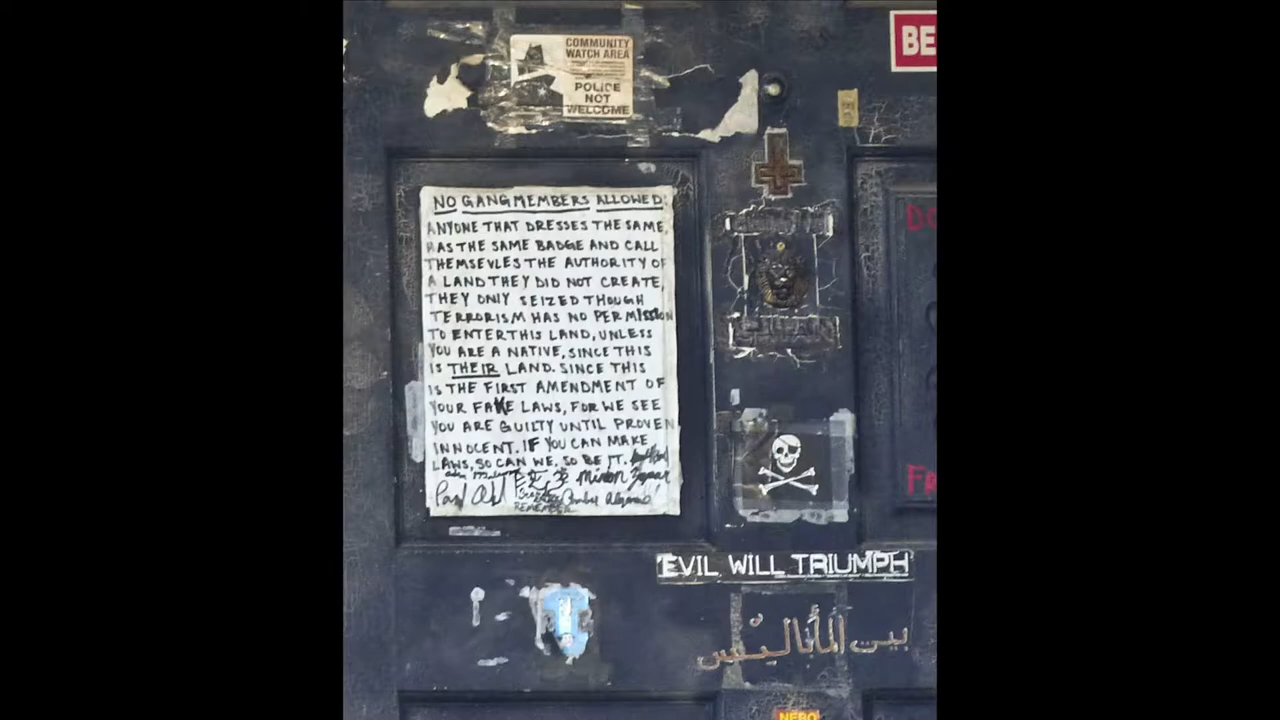 COMMUNITY
WATCH AREA
POLICE
NOT
WELCOME
BE
NO GANGMEMBERS ALLOWED:
ANYONE THAT DRESSES THE SAME,
HAS THE SAME BADGE AND CALL
THEMSEVLES THE AUTHORITY OF
A LAND THEY DID NOT CREATE,
THEY ONLY SEIZED THOUGH
TERRORISM HAS NO PERMISSION
TO ENTER THIS LAND, UNLESS
YOU ARE A NATIVE, SINCE THIS
IS THEIR LAND. SINCE THIS
IS THE FIRST AMENDMENT OF
YOUR FAKE LAWS, FOR WE SEE
YOU ARE GUILTY UNTIL PROVEN
INNOCENT. IF YOU CAN MAKE
LAWS, SO CAN WE. SO BE IT.
REMEMBER
DO
FR
EVIL WILL TRIUMPH
NERO